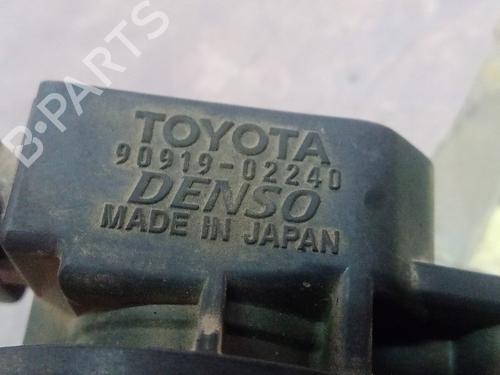 B·PARTS
TOYOTA
90919-02240
DENSO
MADE IN JAPAN